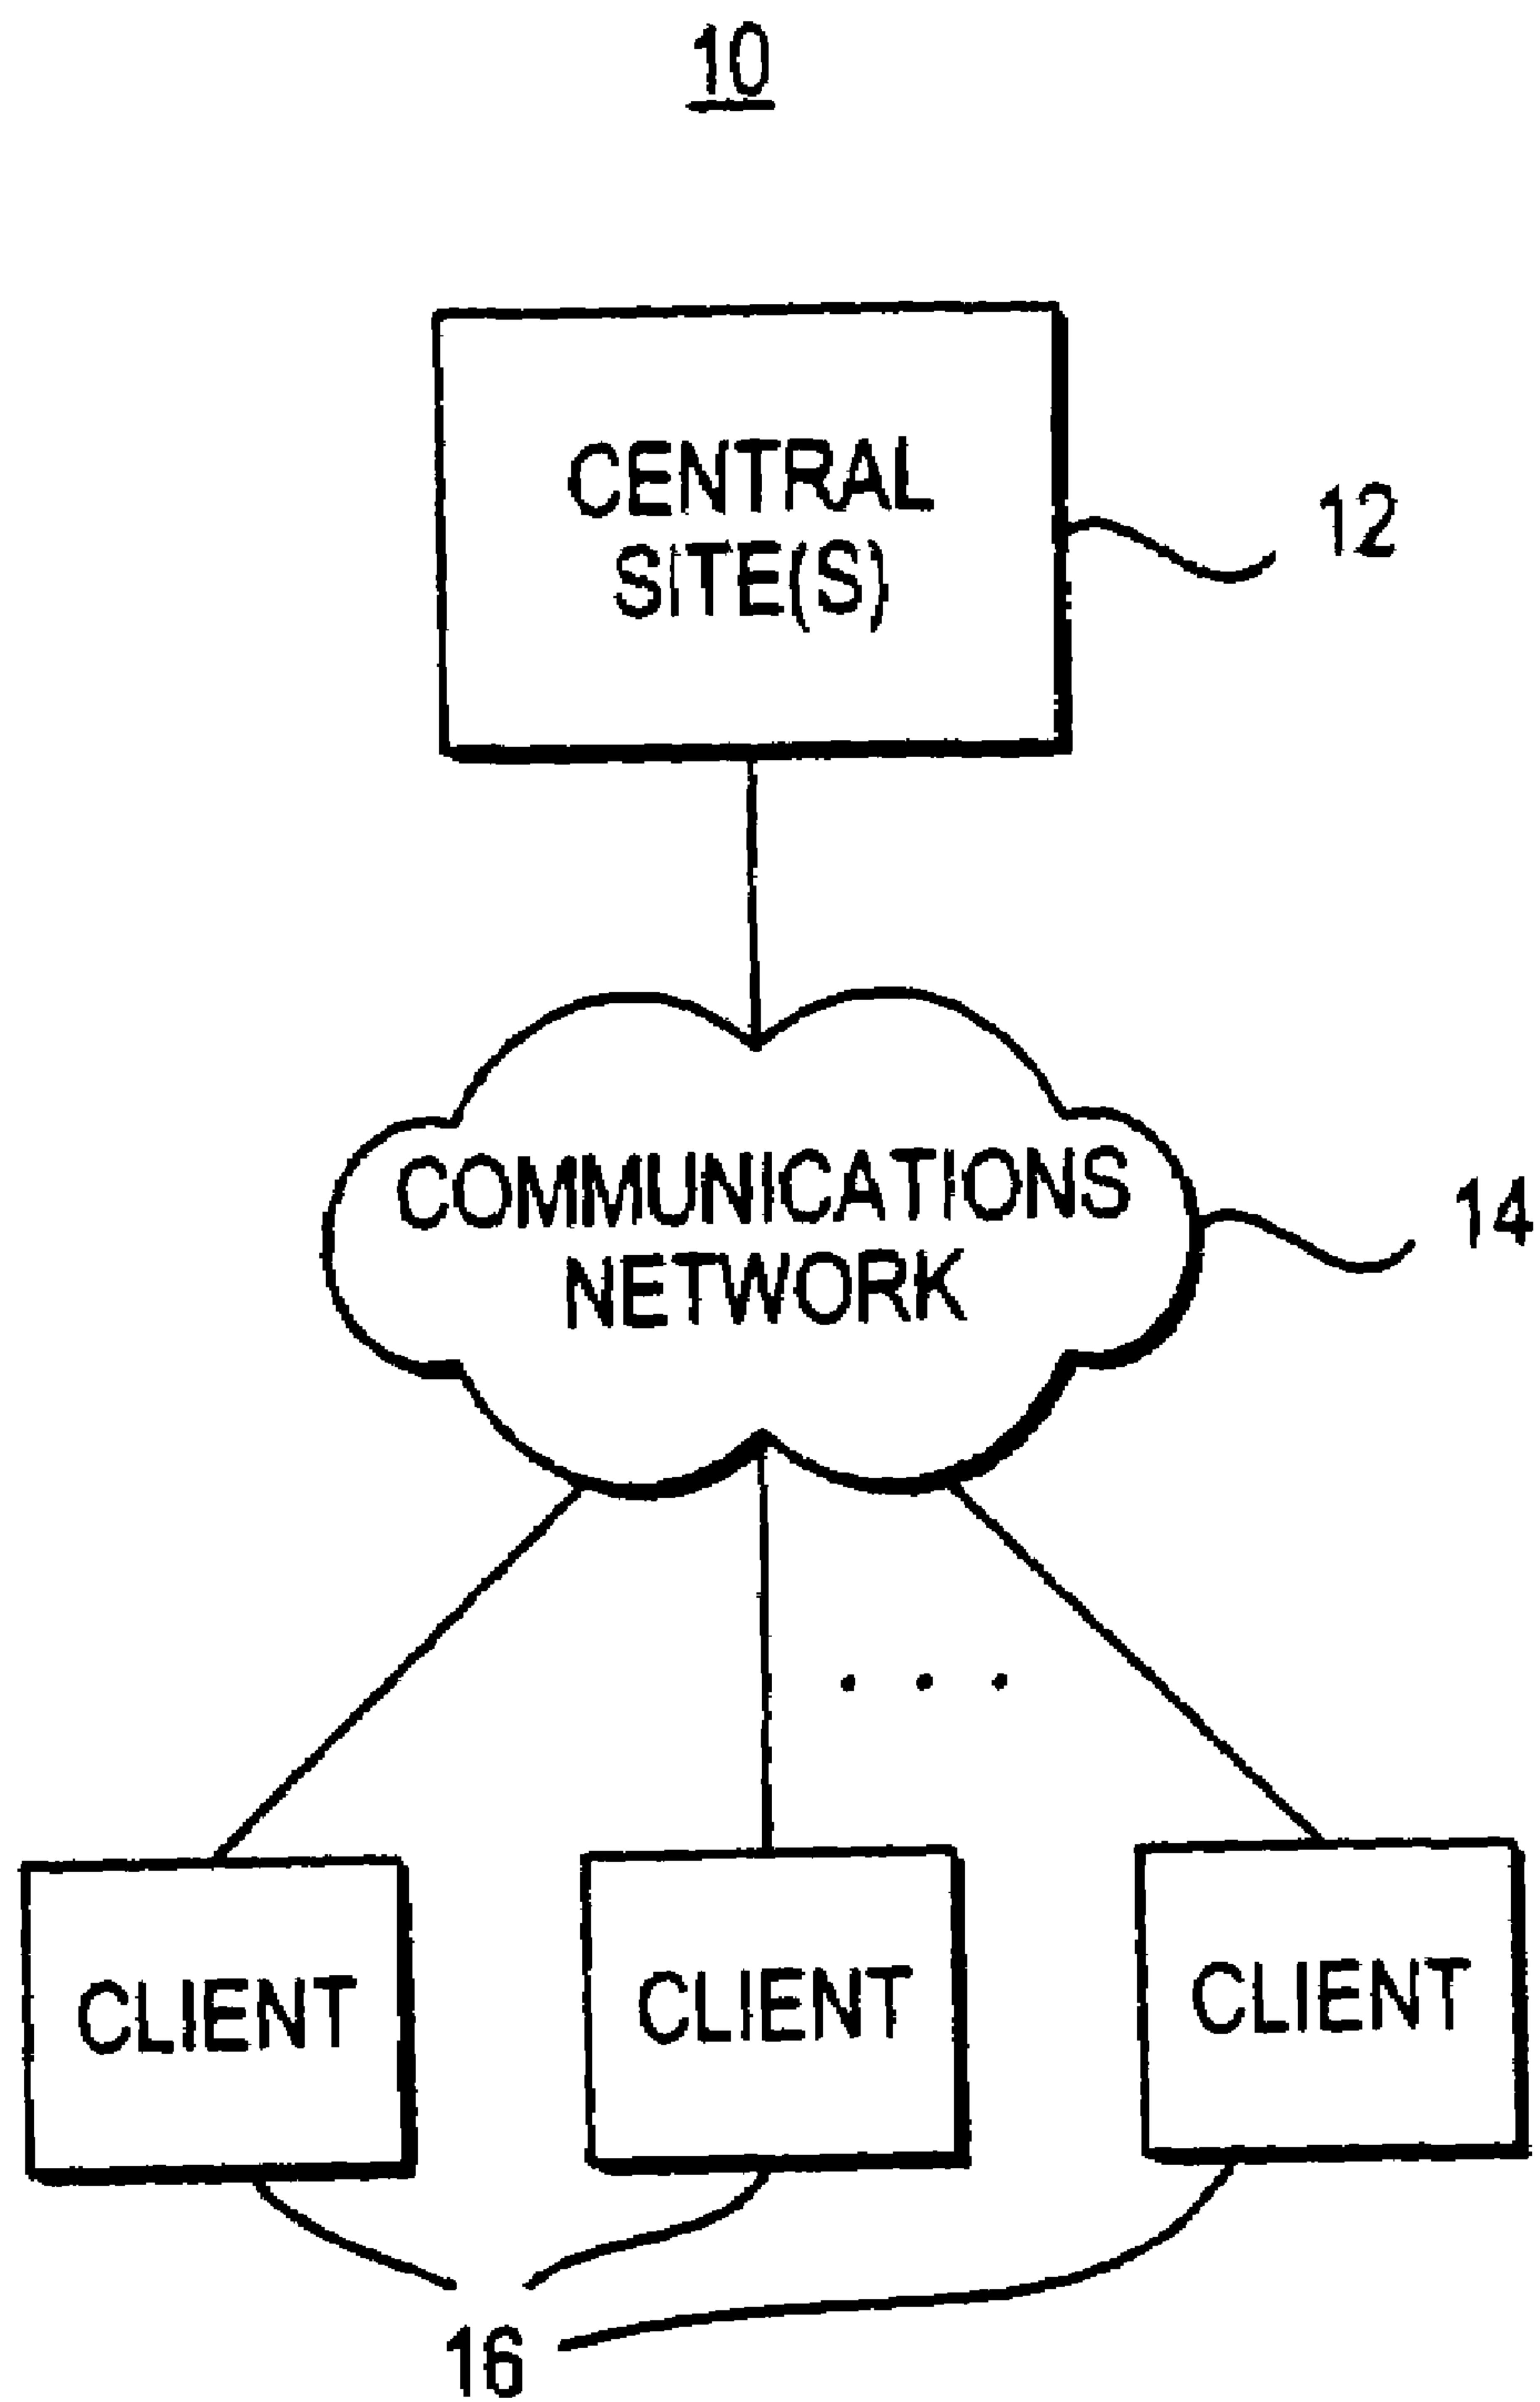 10
CENTRAL
SITE(S)
12
COMMUNICATIONS
NETWORK
14
. . .
CLIENT
CLIENT
CLIENT
16